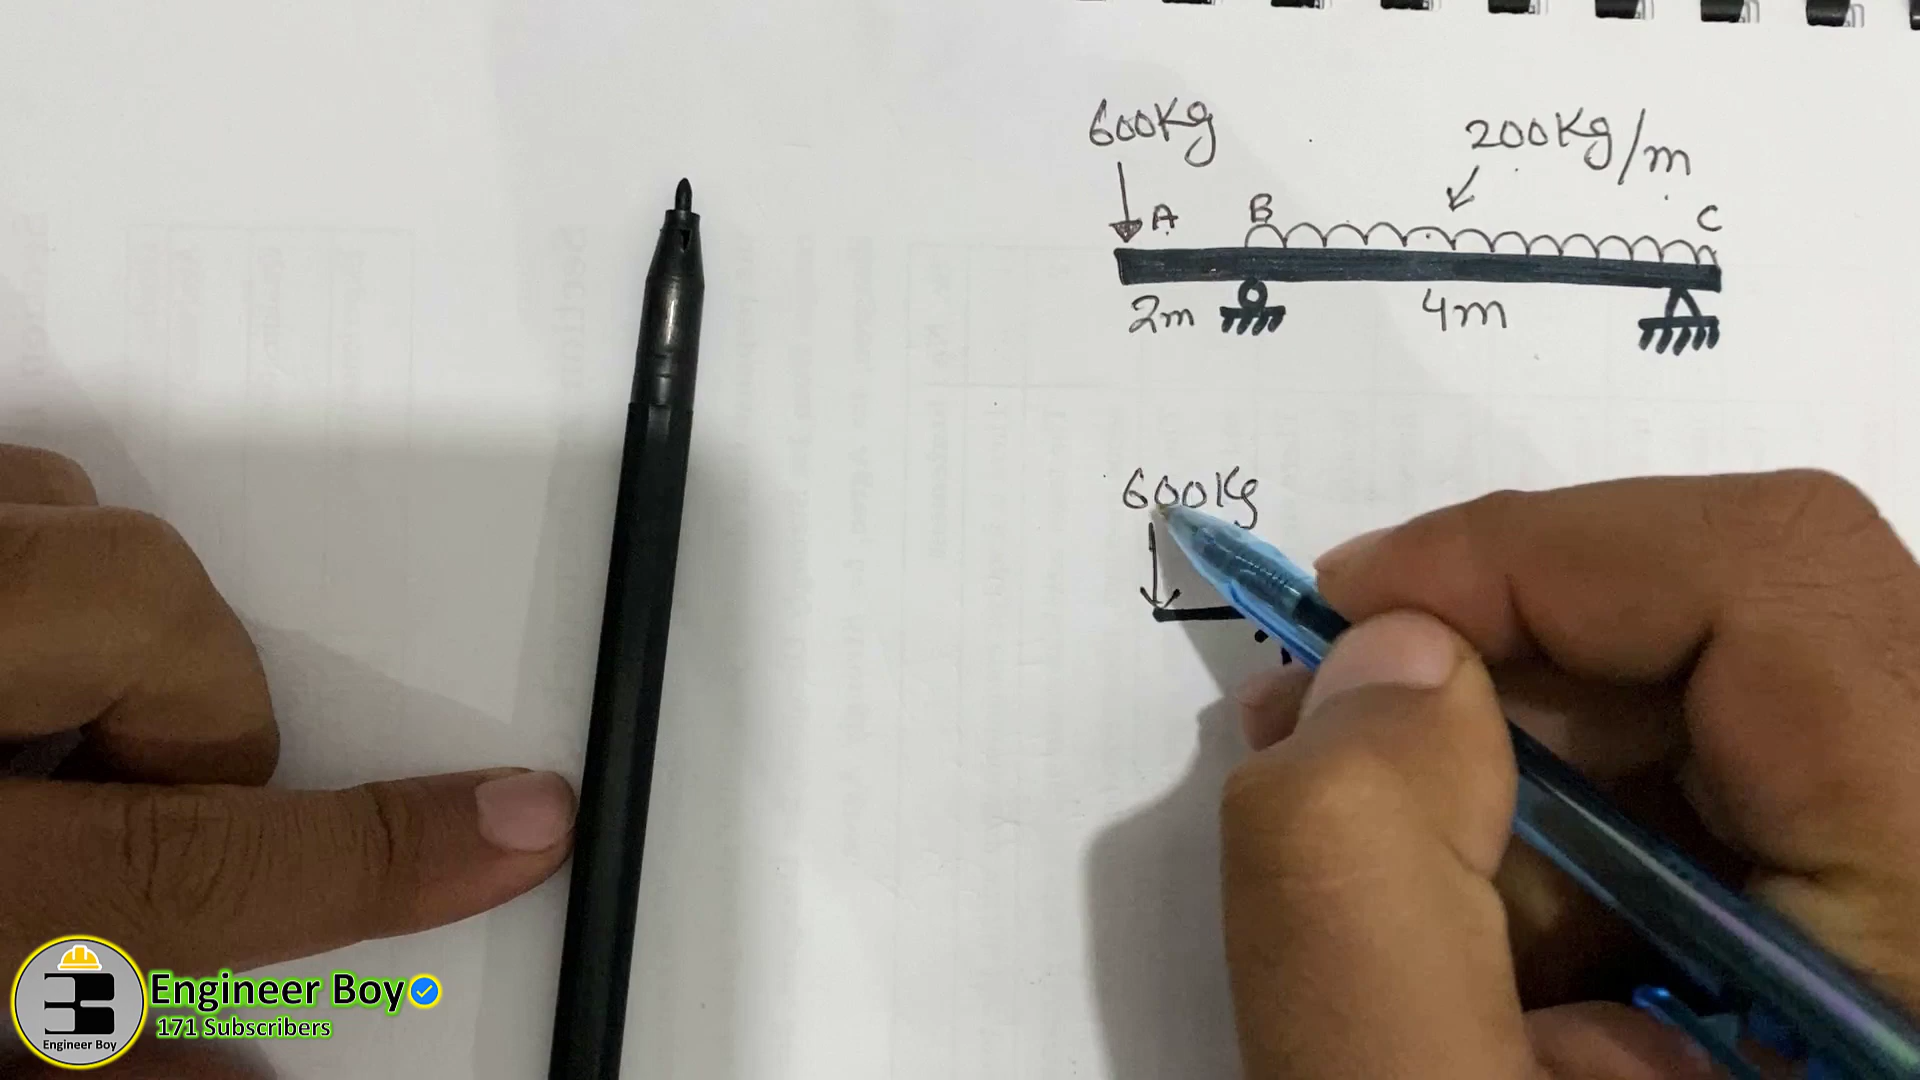 600Kg
200Kg/m
A
B
C
2m
4m
600Kg
Engineer Boy
171 Subscribers
Engineer Boy